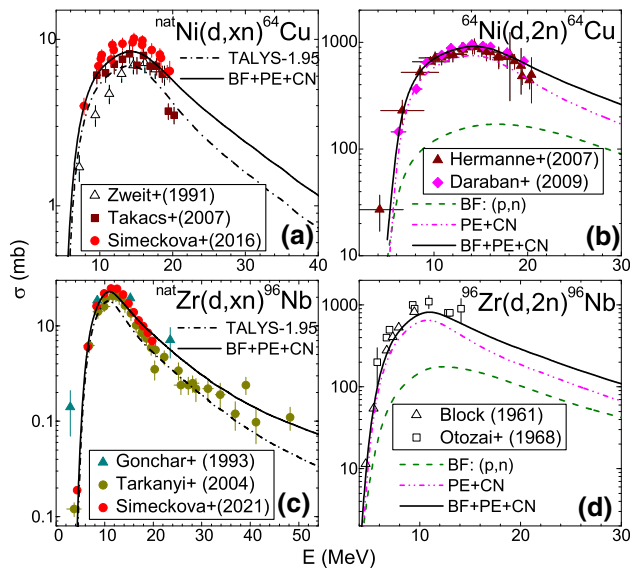 natNi(d,xn)64Cu
TALYS-1.95
BF+PE+CN
10
1
Zweit+(1991)
Takacs+(2007)
Simeckova+(2016)
(a)
0 10 20 30 40
64Ni(d,2n)64Cu
1000
100
10
Hermanne+(2007)
Daraban+ (2009)
BF: (p,n)
PE+CN
BF+PE+CN
(b)
0 10 20 30
σ (mb)
natZr(d,xn)96Nb
TALYS-1.95
BF+PE+CN
10
0.1
0.1
Gonchar+ (1993)
Tarkanyi+ (2004)
Simeckova+(2021)
(c)
0 10 20 30 40 50
96Zr(d,2n)96Nb
1000
100
10
Block (1961)
Otozai+ (1968)
BF: (p,n)
PE+CN
BF+PE+CN
(d)
0 10 20 30
E (MeV)
E (MeV)